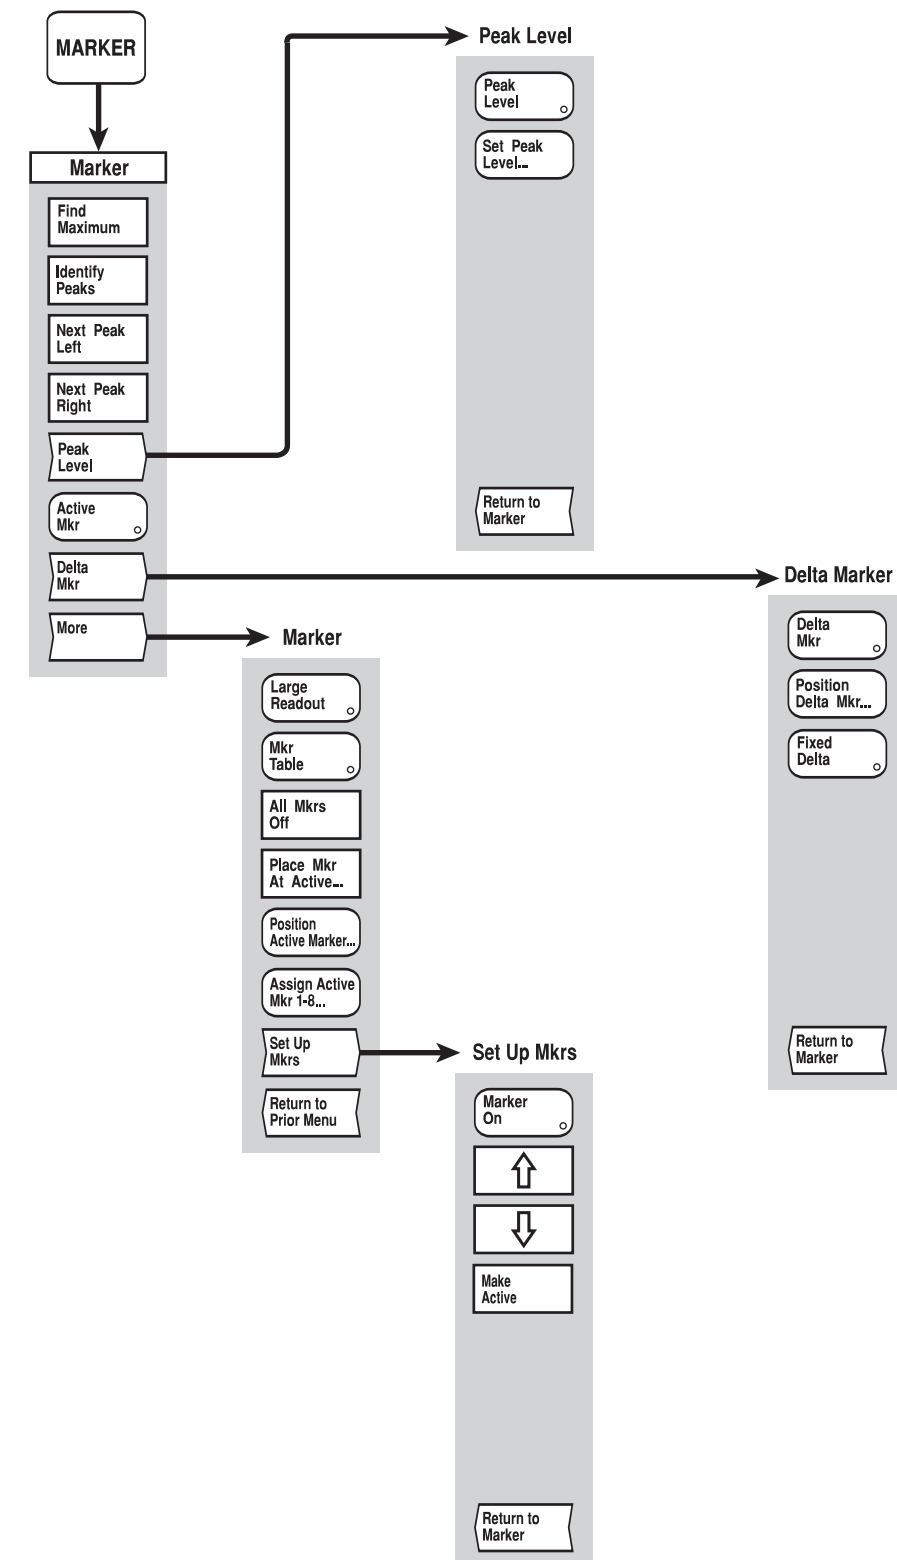 MARKER
Marker
Find
Maximum
Identify
Peaks
Next Peak
Left
Next Peak
Right
Peak
Level
Active
Mkr
Delta
Mkr
More
Peak Level
Peak
Level
Set Peak
Level...
Return to
Marker
Delta Marker
Delta
Mkr
Position
Delta Mkr...
Fixed
Delta
Return to
Marker
Marker
Large
Readout
Mkr
Table
All Mkrs
Off
Place Mkr
At Active...
Position
Active Marker...
Assign Active
Mkr 1-8...
Set Up
Mkrs
Return to
Prior Menu
Set Up Mkrs
Marker
On
Make
Active
Return to
Marker